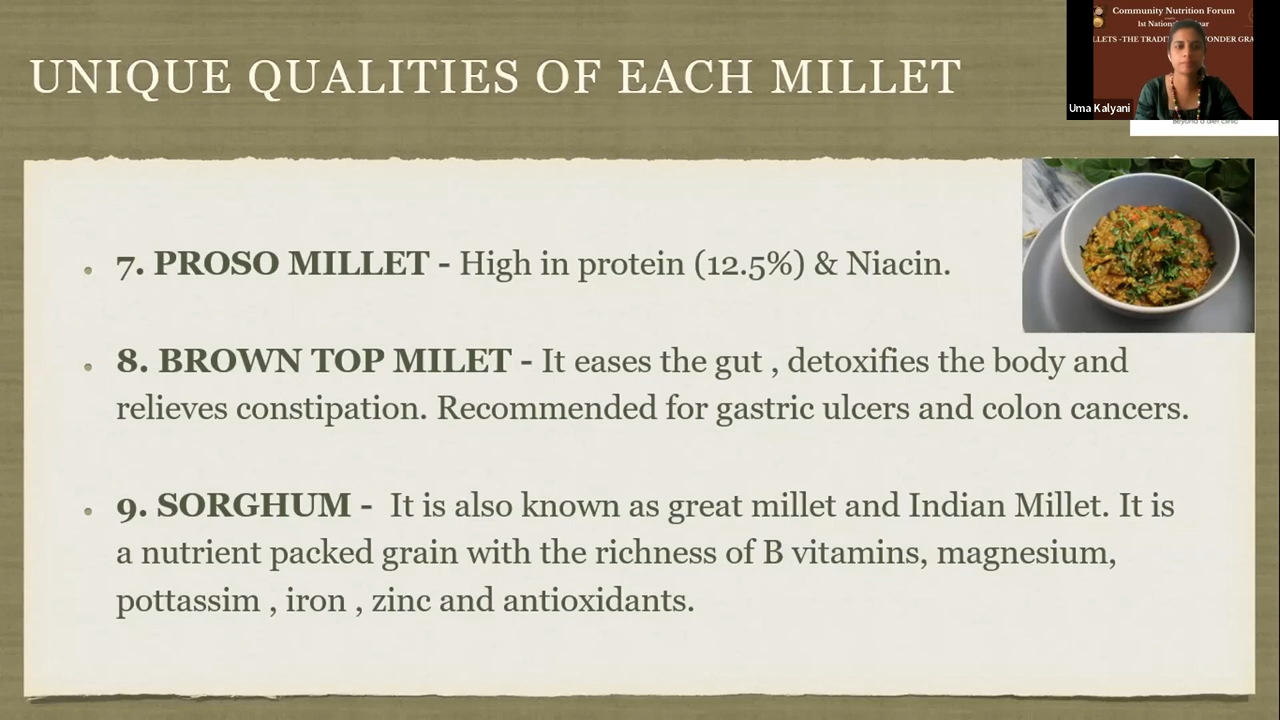 UNIQUE QUALITIES OF EACH MILLET
Community Nutrition Forum
1st National
Uma Kalyani
7. PROSO MILLET - High in protein (12.5%) & Niacin.
8. BROWN TOP MILET - It eases the gut , detoxifies the body and
relieves constipation. Recommended for gastric ulcers and colon cancers.
9. SORGHUM - It is also known as great millet and Indian Millet. It is
a nutrient packed grain with the richness of B vitamins, magnesium,
pottassim , iron , zinc and antioxidants.